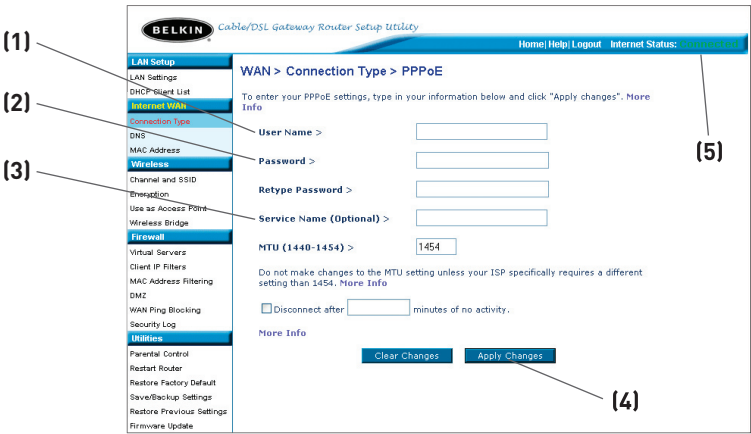 BELKIN
Cable/DSL Gateway Router Setup Utility
Home| Help| Logout Internet Status: Connected
LAN Setup
LAN Settings
DHCP Client List
Internet WAN
Connection Type
DNS
MAC Address
Wireless
Channel and SSID
Encryption
Use as Access Point
Wireless Bridge
Firewall
Virtual Servers
Client IP Filters
MAC Address Filtering
DMZ
WAN Ping Blocking
Security Log
Utilities
Parental Control
Restart Router
Restore Factory Default
Save/Backup Settings
Restore Previous Settings
Firmware Update
WAN > Connection Type > PPPoE
To enter your PPPoE settings, type in your information below and click "Apply changes". More
Info
User Name >
Password >
Retype Password >
Service Name (Optional) >
MTU (1440-1454) > 1454
Do not make changes to the MTU setting unless your ISP specifically requires a different
setting than 1454. More Info
Disconnect after minutes of no activity.
More Info
Clear Changes Apply Changes
(1)
(2)
(3)
(4)
(5)